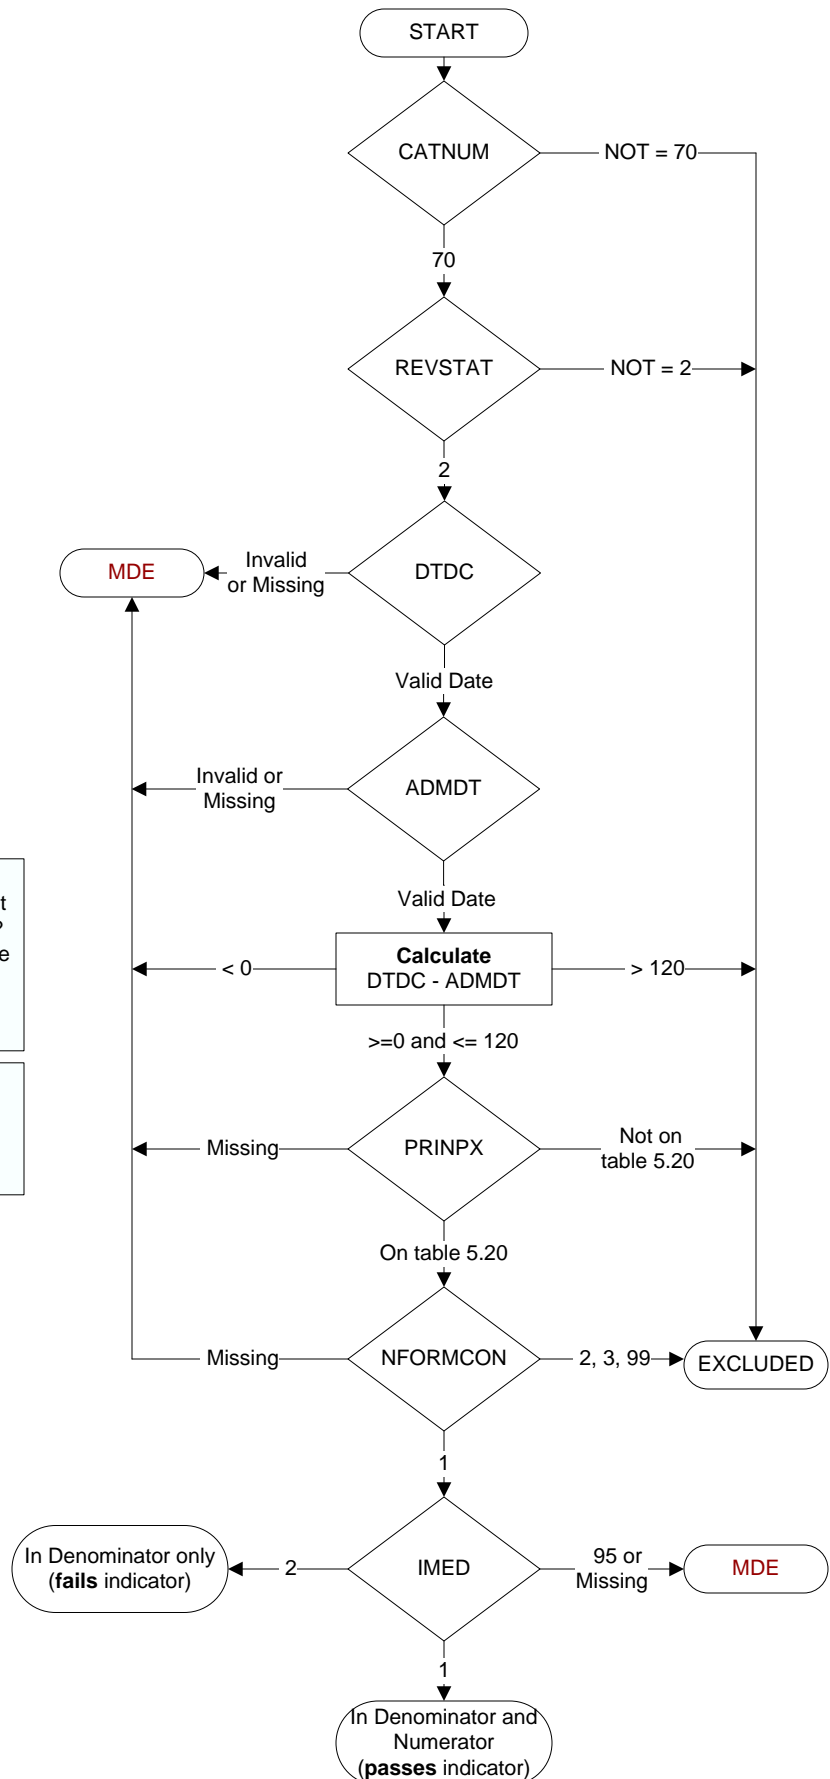 START
CATNUM
NOT = 70
70
REVSTAT
NOT = 2
2
MDE
Invalid
or Missing
DTDC
Valid Date
Invalid or
Missing
ADMDT
Valid Date
< 0
Calculate
DTDC - ADMDT
> 120
>=0 and <= 120
Missing
PRINPX
Not on
table 5.20
On table 5.20
Missing
NFORMCON
2, 3, 99
EXCLUDED
1
In Denominator only
(fails indicator)
2
IMED
95 or
Missing
MDE
1
In Denominator and
Numerator
(passes indicator)